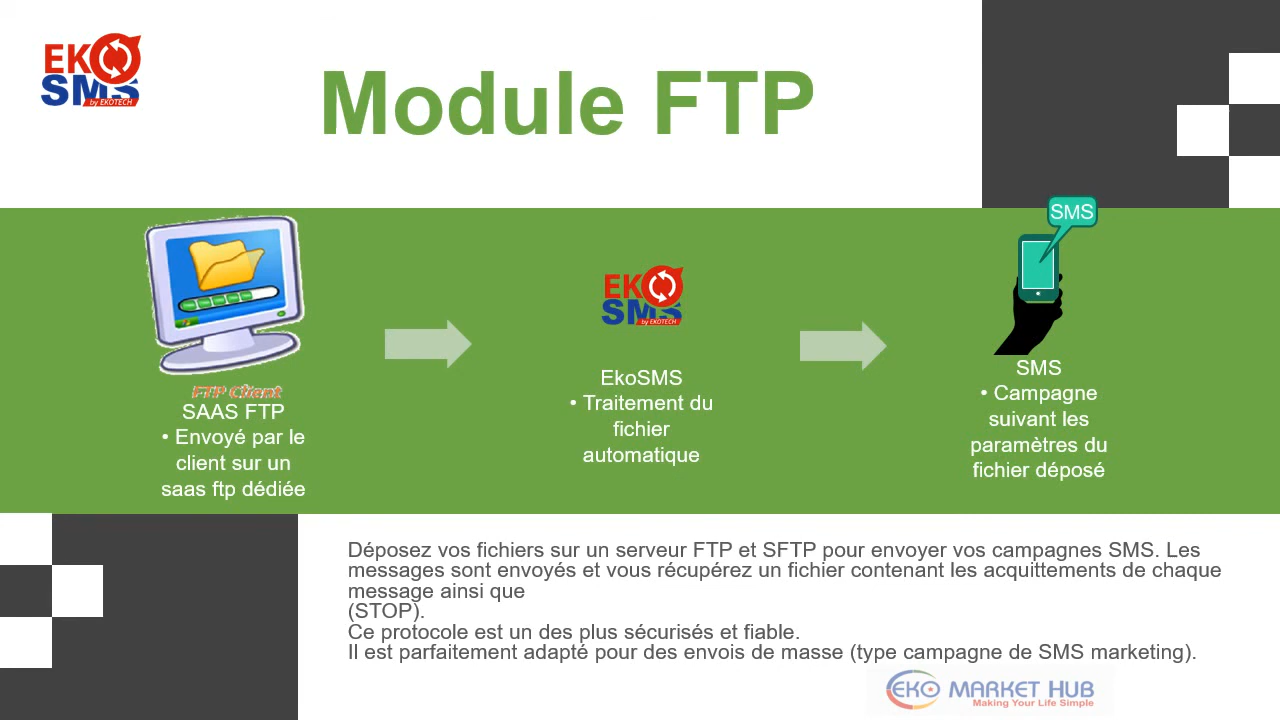 EKO
SMS
by EKOTECH
Module FTP
SMS
FTP Client
SAAS FTP
• Envoyé par le
client sur un
saas ftp dédiée
EKO
SMS
by EKOTECH
EkoSMS
• Traitement du
fichier
automatique
SMS
• Campagne
suivant les
paramètres du
fichier déposé
Déposez vos fichiers sur un serveur FTP et SFTP pour envoyer vos campagnes SMS. Les
messages sont envoyés et vous récupérez un fichier contenant les acquittements de chaque
message ainsi que
(STOP).
Ce protocole est un des plus sécurisés et fiable.
Il est parfaitement adapté pour des envois de masse (type campagne de SMS marketing).
EKO MARKET HUB
Making Your Life Simple